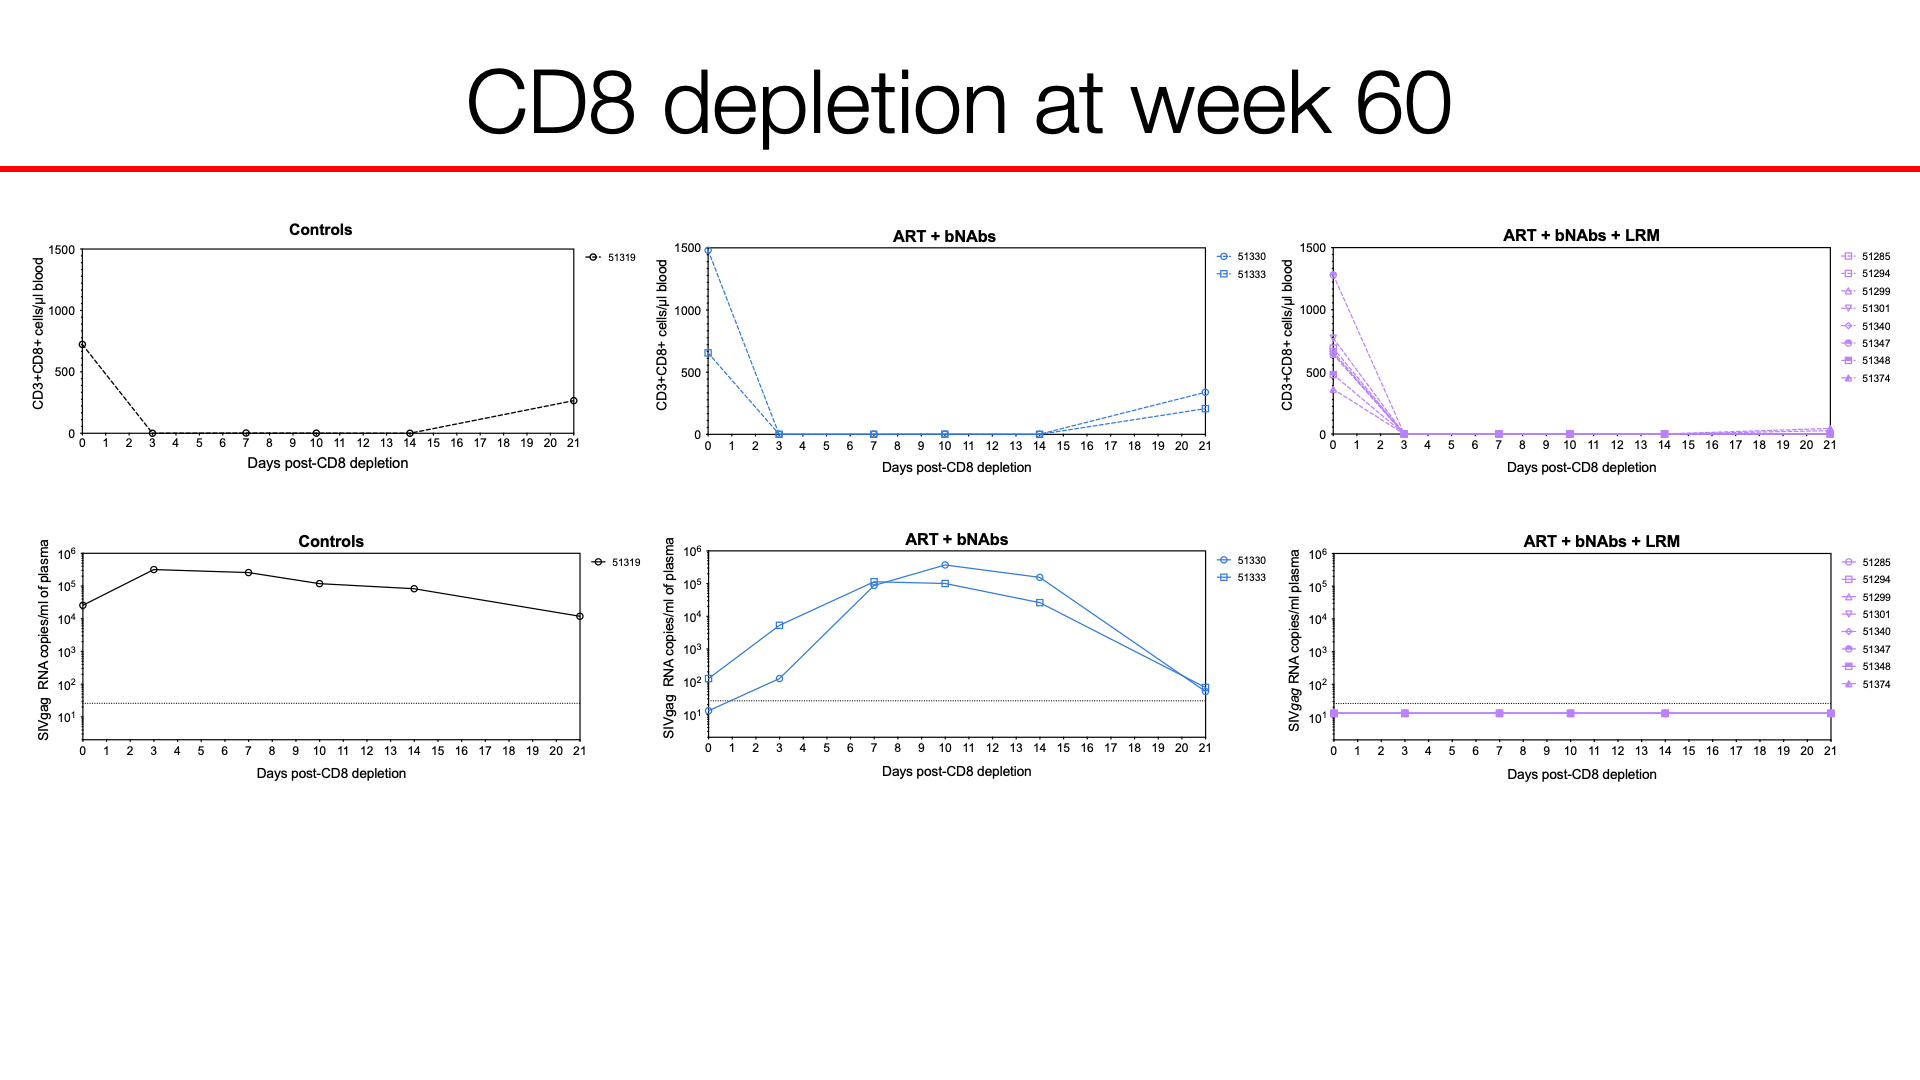 CD8 depletion at week 60
Controls
CD3+CD8+ cells/µl blood
1500
1000
500
0
0 1 2 3 4 5 6 7 8 9 10 11 12 13 14 15 16 17 18 19 20 21
Days post-CD8 depletion
51319
ART + bNAbs
CD3+CD8+ cells/µl blood
1500
1000
500
0
0 1 2 3 4 5 6 7 8 9 10 11 12 13 14 15 16 17 18 19 20 21
Days post-CD8 depletion
51330
51333
ART + bNAbs + LRM
CD3+CD8+ cells/µl blood
1500
1000
500
0
0 1 2 3 4 5 6 7 8 9 10 11 12 13 14 15 16 17 18 19 20 21
Days post-CD8 depletion
51285
51294
51299
51301
51340
51347
51348
51374
Controls
SIVgag RNA copies/ml of plasma
10⁶
10⁵
10⁴
10³
10²
10¹
0 1 2 3 4 5 6 7 8 9 10 11 12 13 14 15 16 17 18 19 20 21
Days post-CD8 depletion
51319
ART + bNAbs
SIVgag RNA copies/ml of plasma
10⁶
10⁵
10⁴
10³
10²
10¹
0 1 2 3 4 5 6 7 8 9 10 11 12 13 14 15 16 17 18 19 20 21
Days post-CD8 depletion
51330
51333
ART + bNAbs + LRM
SIVgag RNA copies/ml plasma
10⁶
10⁵
10⁴
10³
10²
10¹
0 1 2 3 4 5 6 7 8 9 10 11 12 13 14 15 16 17 18 19 20 21
Days post-CD8 depletion
51285
51294
51299
51301
51340
51347
51348
51374